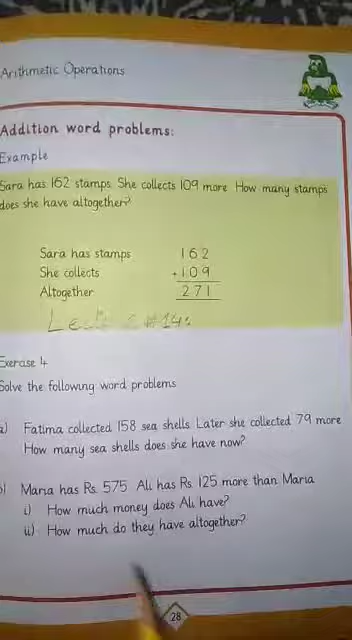 Arithmetic Operations
Addition word problems:
Example
Sara has 162 stamps. She collects 109 more. How many stamps
does she have altogether?
Sara has stamps 162
She collects +109
Altogether 271
Exercise 4
Solve the following word problems
a) Fatima collected 158 sea shells. Later she collected 79 more
How many sea shells does she have now?
b) Maria has Rs. 575. Ali has Rs. 125 more than Maria
i) How much money does Ali have?
ii) How much do they have altogether?
28